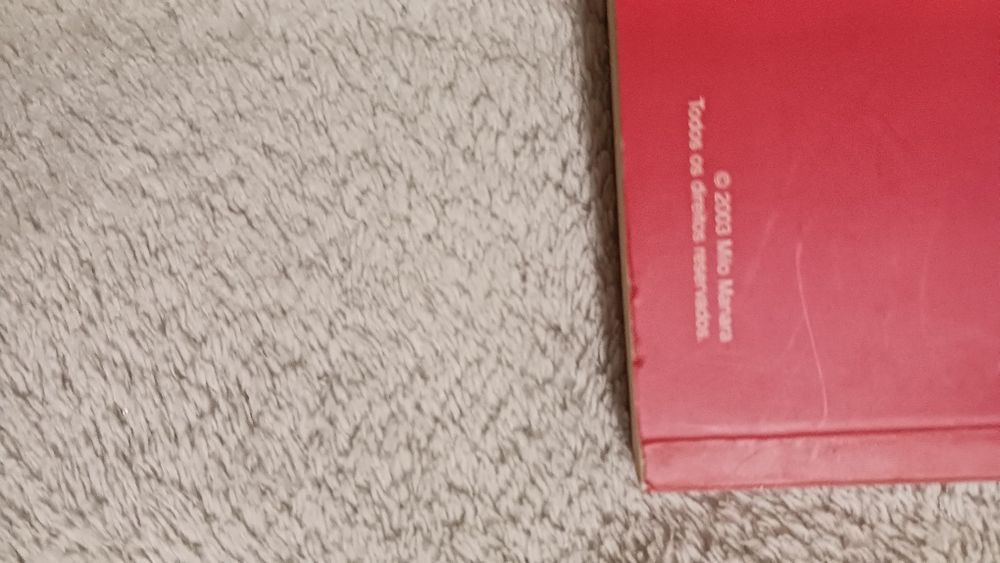 © 2003 Milo Manara
Todos os direitos reservados.